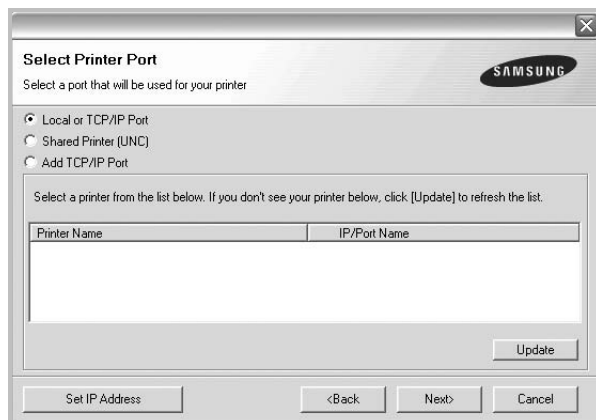 Select Printer Port
Select a port that will be used for your printer
SAMSUNG
Local or TCP/IP Port
Shared Printer (UNC)
Add TCP/IP Port
Select a printer from the list below. If you don't see your printer below, click [Update] to refresh the list.
Printer Name IP/Port Name
Update
Set IP Address <Back Next> Cancel